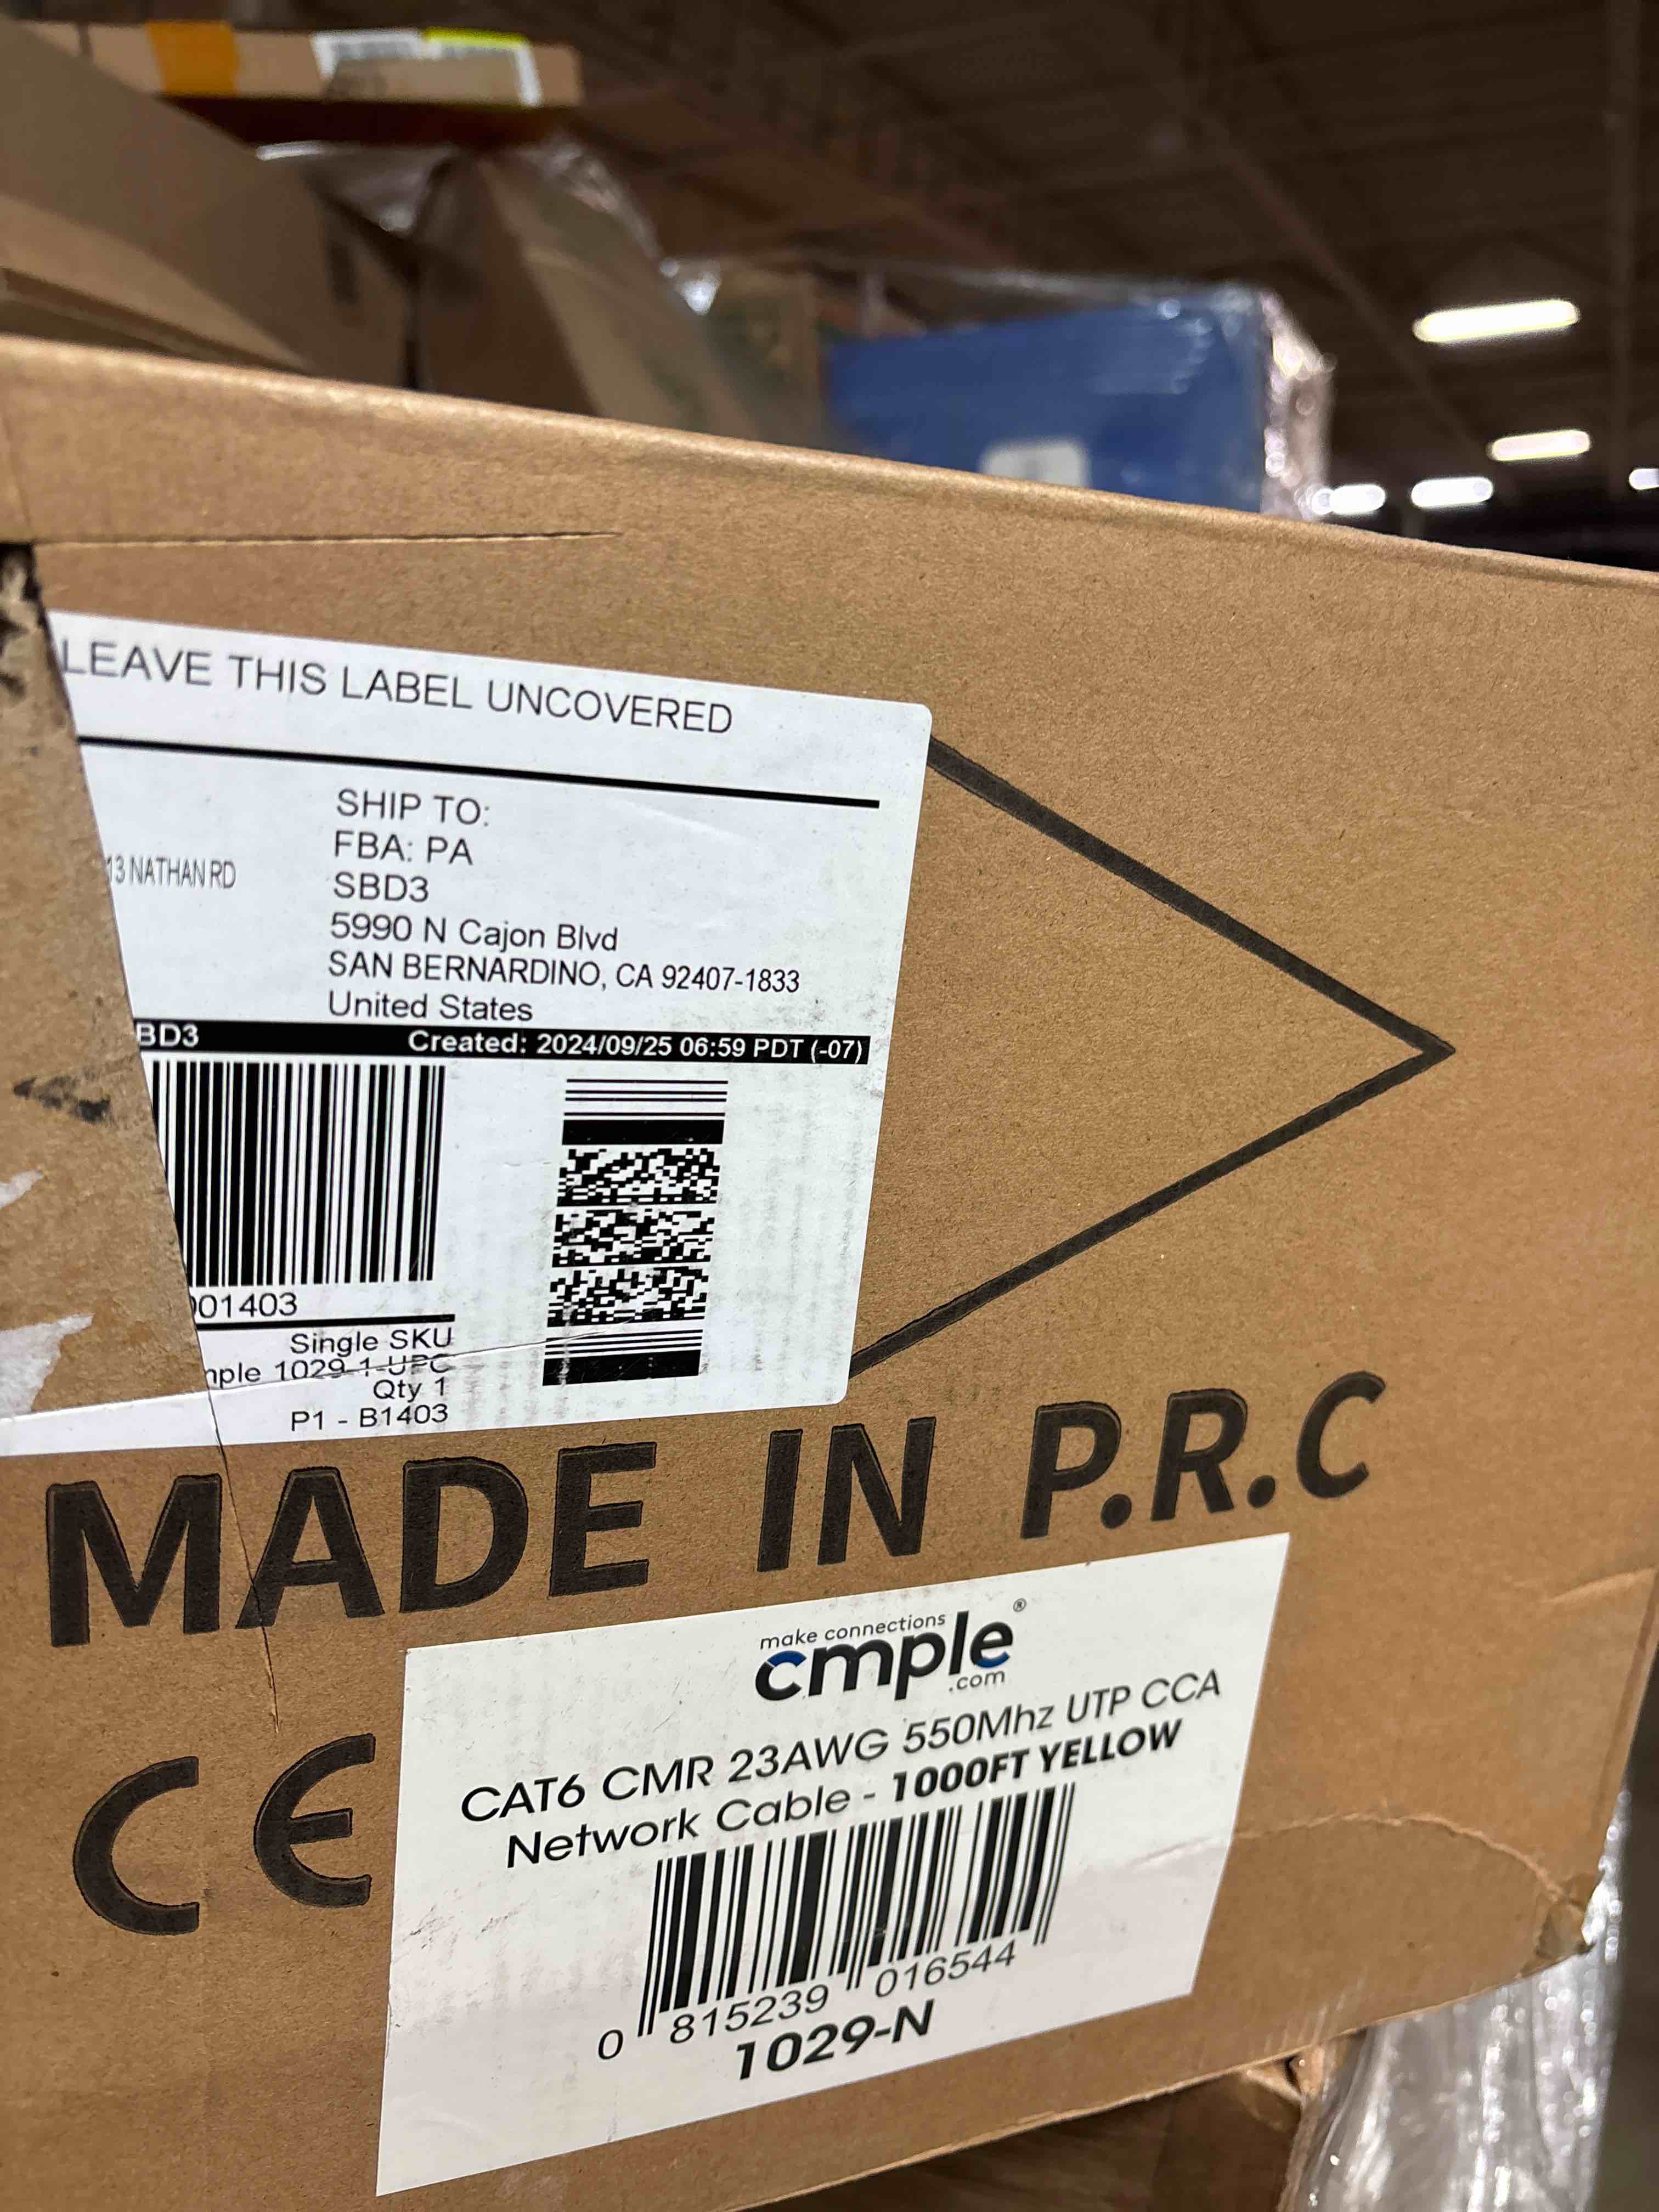 LEAVE THIS LABEL UNCOVERED
SHIP TO:
FBA: PA
13 NATHAN RD
SBD3
5990 N Cajon Blvd
SAN BERNARDINO, CA 92407-1833
United States
BD3 Created: 2024/09/25 06:59 PDT (-07)
01403
Single SKU
mple 1029-1-UPC
Qty 1
P1 - B1403
MADE IN P.R.C
CE
make connections
cmple®
.com
CAT6 CMR 23AWG 550Mhz UTP CCA
Network Cable - 1000FT YELLOW
0 815239 016544
1029-N